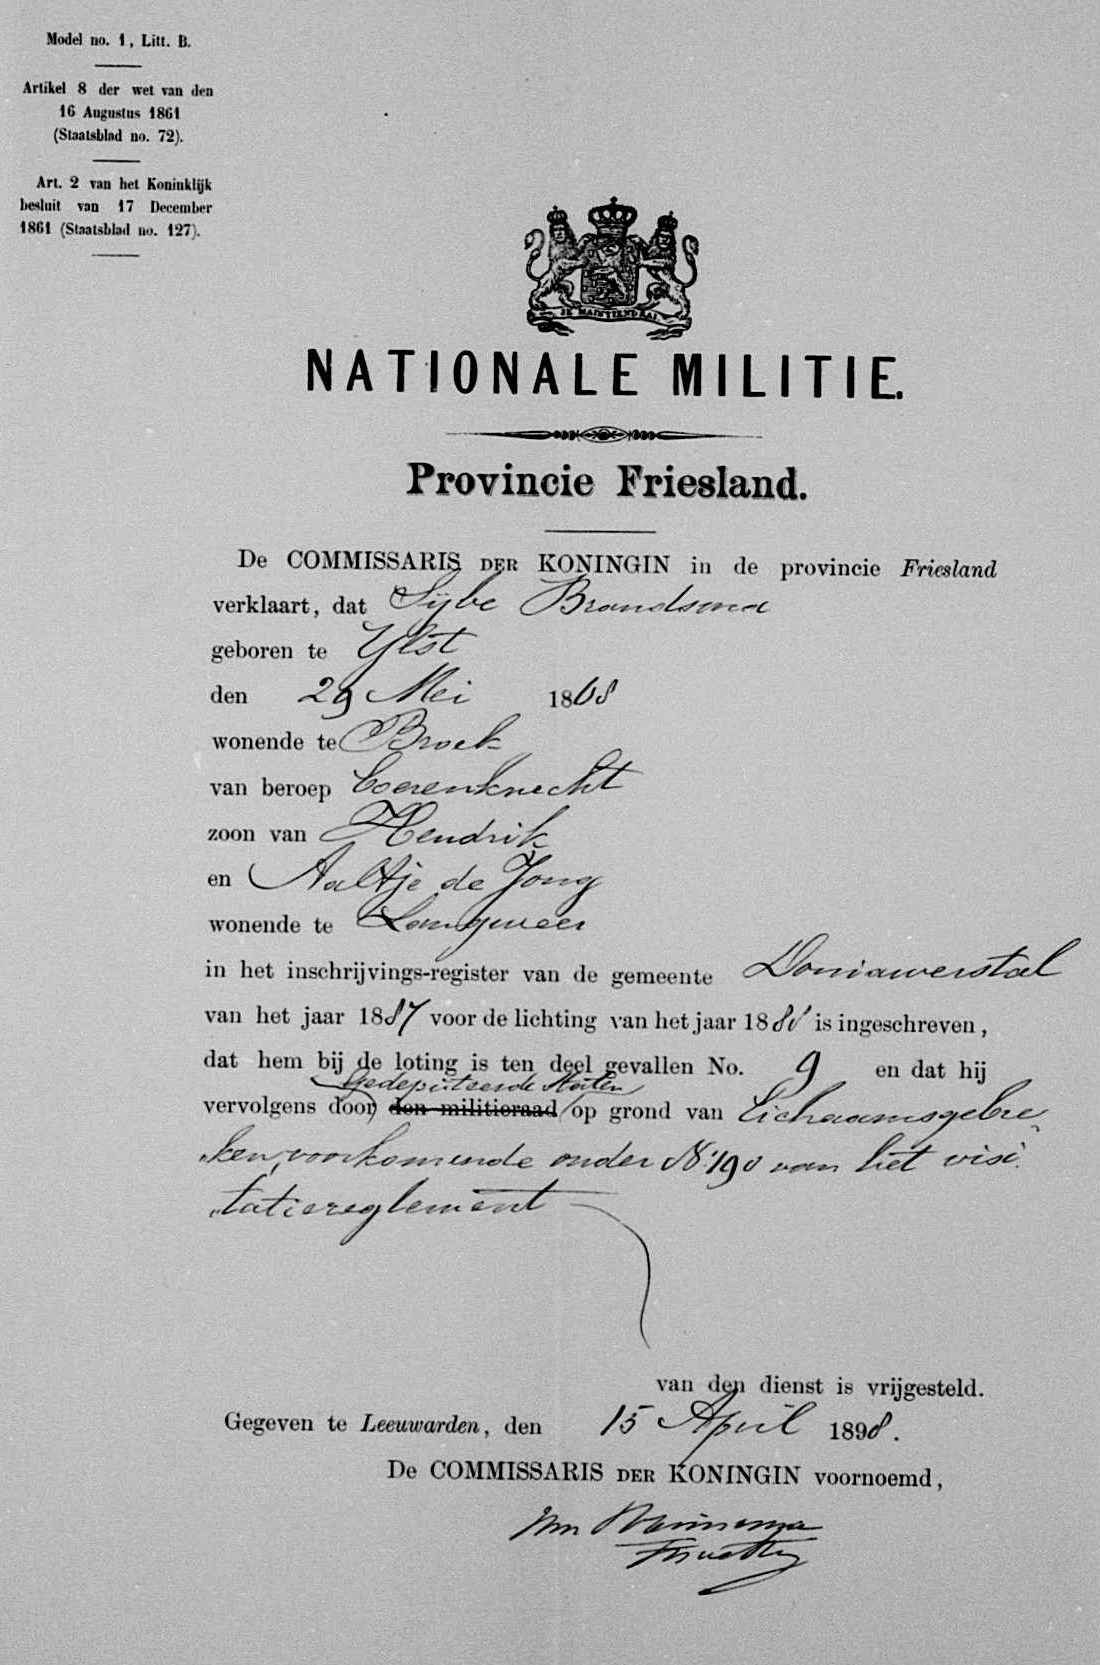 Model no. 1, Litt. B.
Artikel 8 der wet van den
16 Augustus 1861
(Staatsblad no. 72).
Art. 2 van het Koninklijk
besluit van 17 December
1861 (Staatsblad no. 127).
JE MAINTIENDRAI
NATIONALE MILITIE.
Provincie Friesland.
De COMMISSARIS DER KONINGIN in de provincie Friesland
verklaart, dat Sijbe Brandsma
geboren te Ylst
den 29 Mei 1868
wonende te Broek
van beroep Boerenknecht
zoon van Hendrik
en Aaltje de Jong
wonende te Langweer
in het inschrijvings-register van de gemeente Doniawerstal
van het jaar 1887 voor de lichting van het jaar 188 is ingeschreven,
dat hem bij de loting is ten deel gevallen No. 9 en dat hij
Gedeputeerde Staten
vervolgens door den militieraad op grond van Lichaamsgebre-
ken, voorkomende onder No 190 van het visi-
tatiereglement
van den dienst is vrijgesteld.
Gegeven te Leeuwarden, den 15 April 1898.
De COMMISSARIS DER KONINGIN voornoemd,